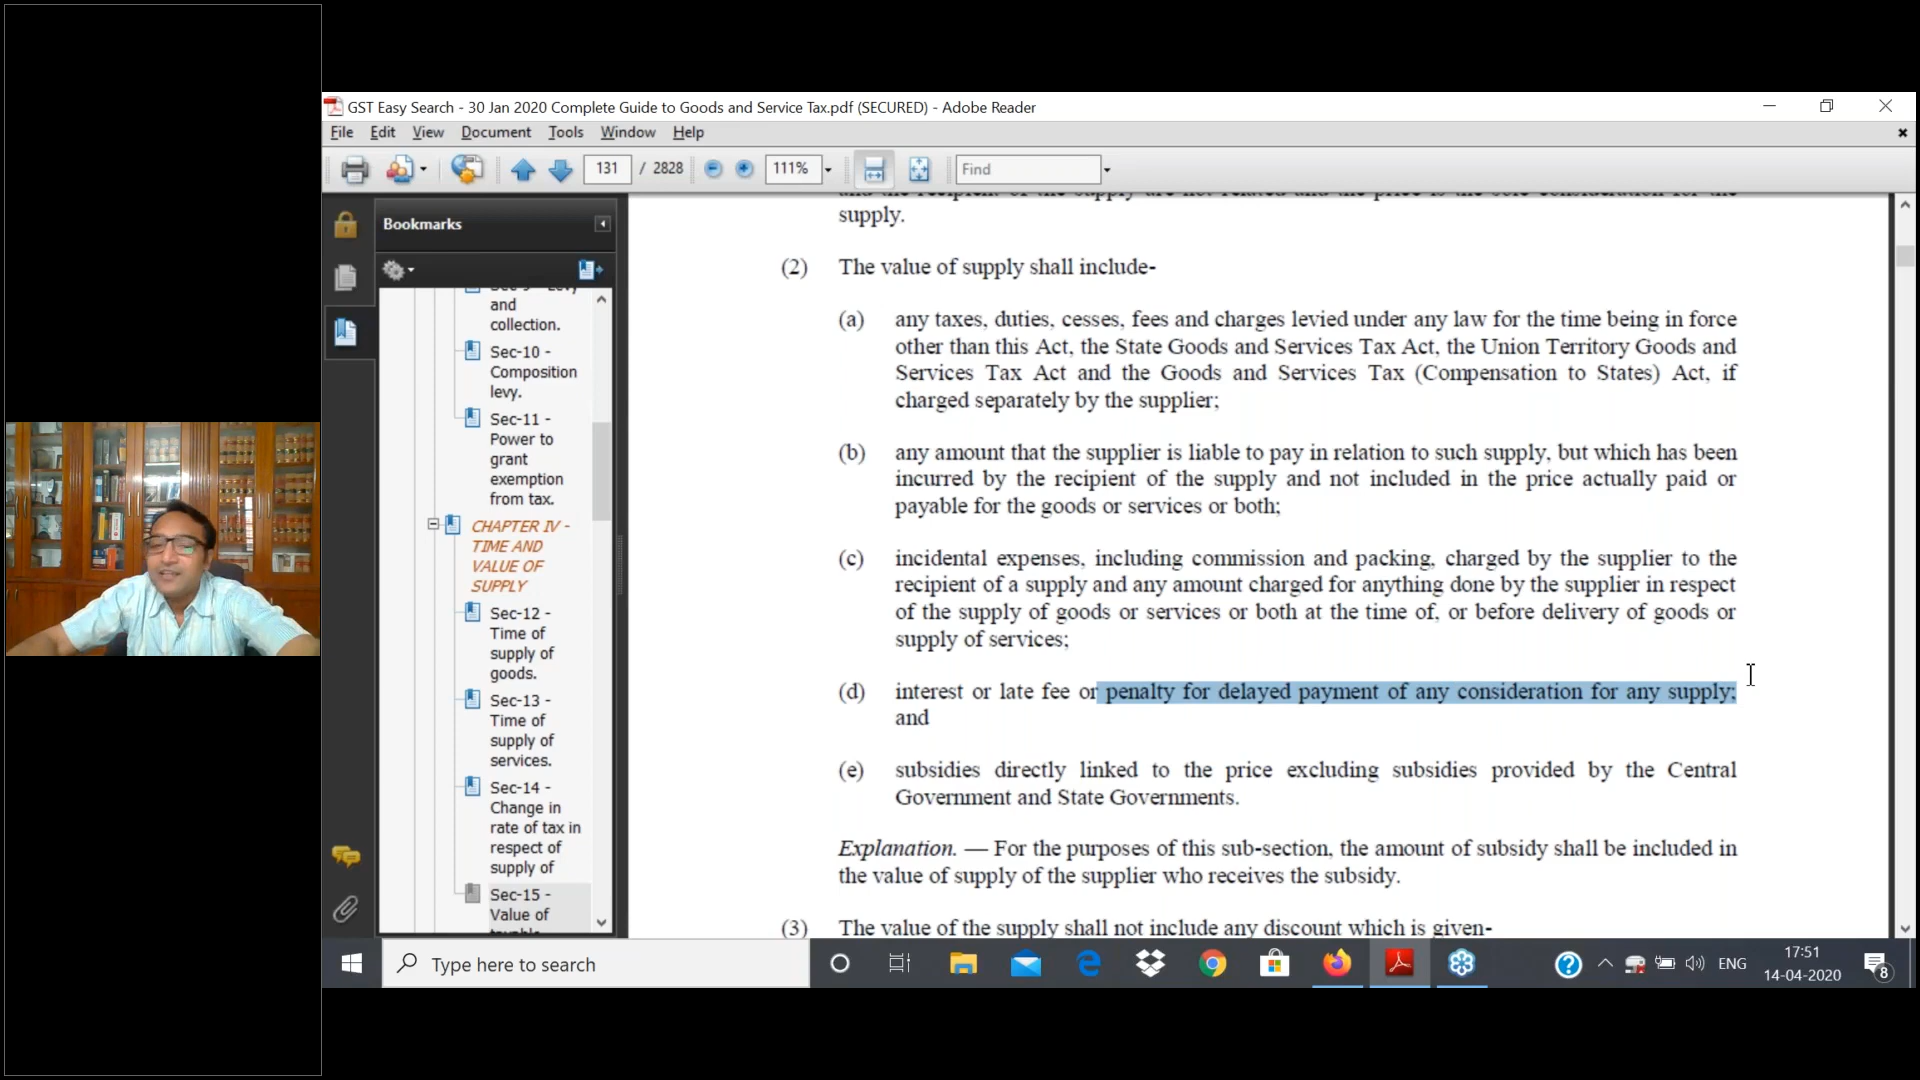 GST Easy Search - 30 Jan 2020 Complete Guide to Goods and Service Tax.pdf (SECURED) - Adobe Reader
File Edit View Document Tools Window Help
131 / 2828 111% Find
Bookmarks
Sec-9 - Levy
and
collection.
Sec-10 -
Composition
levy.
Sec-11 -
Power to
grant
exemption
from tax.
CHAPTER IV -
TIME AND
VALUE OF
SUPPLY
Sec-12 -
Time of
supply of
goods.
Sec-13 -
Time of
supply of
services.
Sec-14 -
Change in
rate of tax in
respect of
supply of
Sec-15 -
Value of
taxable
and the recipient of the supply are not related and the price is the sole consideration for the
supply.
(2) The value of supply shall include-
(a) any taxes, duties, cesses, fees and charges levied under any law for the time being in force
other than this Act, the State Goods and Services Tax Act, the Union Territory Goods and
Services Tax Act and the Goods and Services Tax (Compensation to States) Act, if
charged separately by the supplier;
(b) any amount that the supplier is liable to pay in relation to such supply, but which has been
incurred by the recipient of the supply and not included in the price actually paid or
payable for the goods or services or both;
(c) incidental expenses, including commission and packing, charged by the supplier to the
recipient of a supply and any amount charged for anything done by the supplier in respect
of the supply of goods or services or both at the time of, or before delivery of goods or
supply of services;
(d) interest or late fee or penalty for delayed payment of any consideration for any supply;
and
(e) subsidies directly linked to the price excluding subsidies provided by the Central
Government and State Governments.
Explanation. — For the purposes of this sub-section, the amount of subsidy shall be included in
the value of supply of the supplier who receives the subsidy.
(3) The value of the supply shall not include any discount which is given-
Type here to search
ENG
17:51
14-04-2020
8